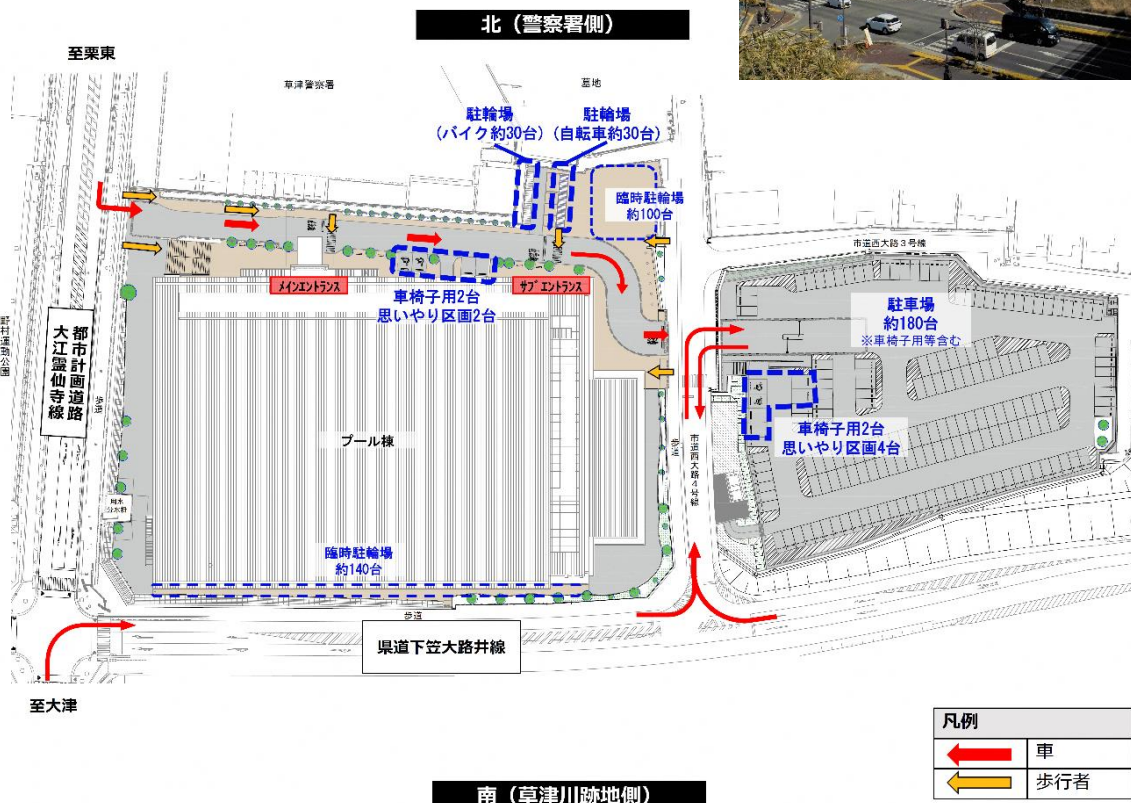 北（警察署側）
至栗東
草津警察署
墓地
駐輪場
（バイク約30台）
駐輪場
（自転車約30台）
臨時駐輪場
約100台
市道西大路3号線
メインエントランス
車椅子用2台
思いやり区画2台
サブエントランス
駐車場
約180台
※車椅子用等含む
野村運動公園
都市計画道路
大江霊仙寺線
歩道
プール棟
歩道
市道西大路4号線
車椅子用2台
思いやり区画4台
臨時駐輪場
約140台
歩道
県道下笠大路井線
至大津
凡例
車
歩行者
南（草津川跡地側）